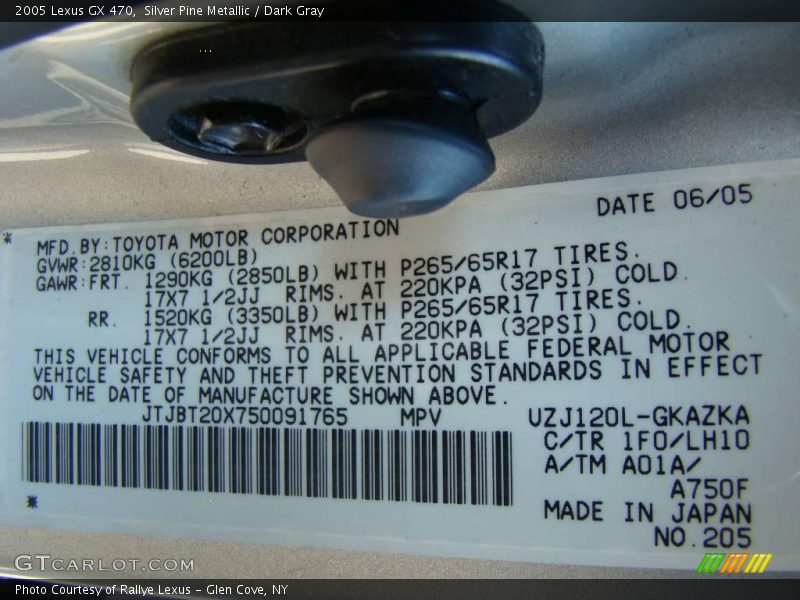 2005 Lexus GX 470, Silver Pine Metallic / Dark Gray
DATE 06/05
MFD.BY:TOYOTA MOTOR CORPORATION
GVWR:2810KG (6200LB)
GAWR:FRT. 1290KG (2850LB) WITH P265/65R17 TIRES.
17X7 1/2JJ RIMS. AT 220KPA (32PSI) COLD.
RR. 1520KG (3350LB) WITH P265/65R17 TIRES.
17X7 1/2JJ RIMS. AT 220KPA (32PSI) COLD.
THIS VEHICLE CONFORMS TO ALL APPLICABLE FEDERAL MOTOR
VEHICLE SAFETY AND THEFT PREVENTION STANDARDS IN EFFECT
ON THE DATE OF MANUFACTURE SHOWN ABOVE.
JTJBT20X750091765 MPV UZJ120L-GKAZKA
C/TR 1F0/LH10
A/TM A01A/
A750F
MADE IN JAPAN
NO.205
GTCARLOT.COM
Photo Courtesy of Rallye Lexus - Glen Cove, NY